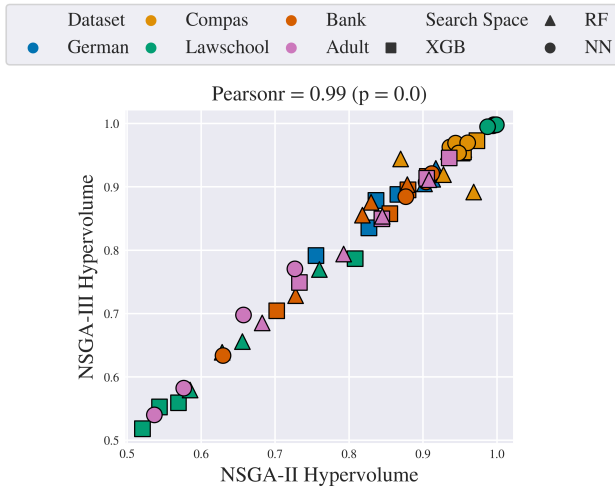 Dataset Compas Bank Search Space RF
German Lawschool Adult XGB NN
Pearsonr = 0.99 (p = 0.0)
NSGA-III Hypervolume
1.0
0.9
0.8
0.7
0.6
0.5
0.5 0.6 0.7 0.8 0.9 1.0
NSGA-II Hypervolume